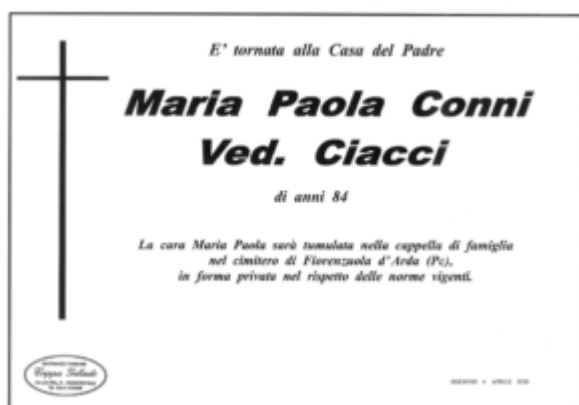 E' tornata alla Casa del Padre
Maria Paola Conni
Ved. Ciacci
di anni 84
La cara Maria Paola sarà tumulata nella cappella di famiglia
nel cimitero di Fiorenzuola d'Arda (Pc),
in forma privata nel rispetto delle norme vigenti.